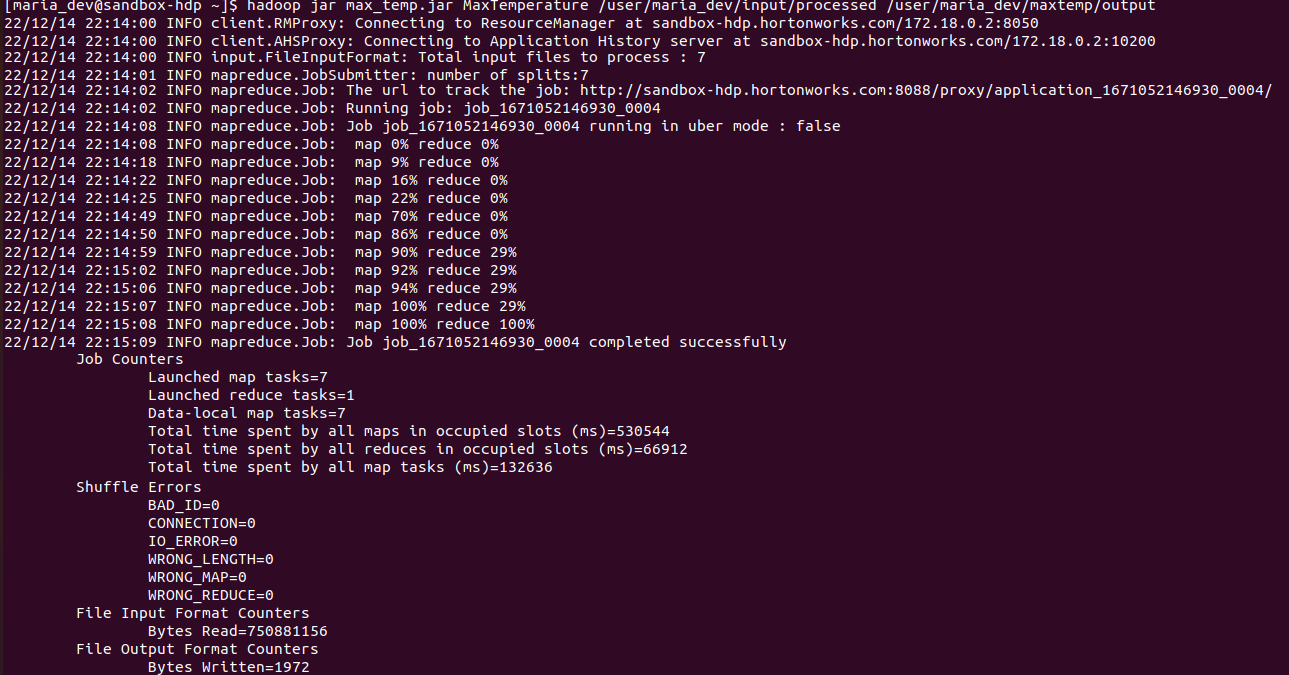 [maria_dev@sandbox-hdp ~]$ hadoop jar max_temp.jar MaxTemperature /user/maria_dev/input/processed /user/maria_dev/maxtemp/output
22/12/14 22:14:00 INFO client.RMProxy: Connecting to ResourceManager at sandbox-hdp.hortonworks.com/172.18.0.2:8050
22/12/14 22:14:00 INFO client.AHSProxy: Connecting to Application History server at sandbox-hdp.hortonworks.com/172.18.0.2:10200
22/12/14 22:14:00 INFO input.FileInputFormat: Total input files to process : 7
22/12/14 22:14:01 INFO mapreduce.JobSubmitter: number of splits:7
22/12/14 22:14:02 INFO mapreduce.Job: The url to track the job: http://sandbox-hdp.hortonworks.com:8088/proxy/application_1671052146930_0004/
22/12/14 22:14:02 INFO mapreduce.Job: Running job: job_1671052146930_0004
22/12/14 22:14:08 INFO mapreduce.Job: Job job_1671052146930_0004 running in uber mode : false
22/12/14 22:14:08 INFO mapreduce.Job:  map 0% reduce 0%
22/12/14 22:14:18 INFO mapreduce.Job:  map 9% reduce 0%
22/12/14 22:14:22 INFO mapreduce.Job:  map 16% reduce 0%
22/12/14 22:14:25 INFO mapreduce.Job:  map 22% reduce 0%
22/12/14 22:14:49 INFO mapreduce.Job:  map 70% reduce 0%
22/12/14 22:14:50 INFO mapreduce.Job:  map 86% reduce 0%
22/12/14 22:14:59 INFO mapreduce.Job:  map 90% reduce 29%
22/12/14 22:15:02 INFO mapreduce.Job:  map 92% reduce 29%
22/12/14 22:15:06 INFO mapreduce.Job:  map 94% reduce 29%
22/12/14 22:15:07 INFO mapreduce.Job:  map 100% reduce 29%
22/12/14 22:15:08 INFO mapreduce.Job:  map 100% reduce 100%
22/12/14 22:15:09 INFO mapreduce.Job: Job job_1671052146930_0004 completed successfully
Job Counters
Launched map tasks=7
Launched reduce tasks=1
Data-local map tasks=7
Total time spent by all maps in occupied slots (ms)=530544
Total time spent by all reduces in occupied slots (ms)=66912
Total time spent by all map tasks (ms)=132636
Shuffle Errors
BAD_ID=0
CONNECTION=0
IO_ERROR=0
WRONG_LENGTH=0
WRONG_MAP=0
WRONG_REDUCE=0
File Input Format Counters
Bytes Read=750881156
File Output Format Counters
Bytes Written=1972